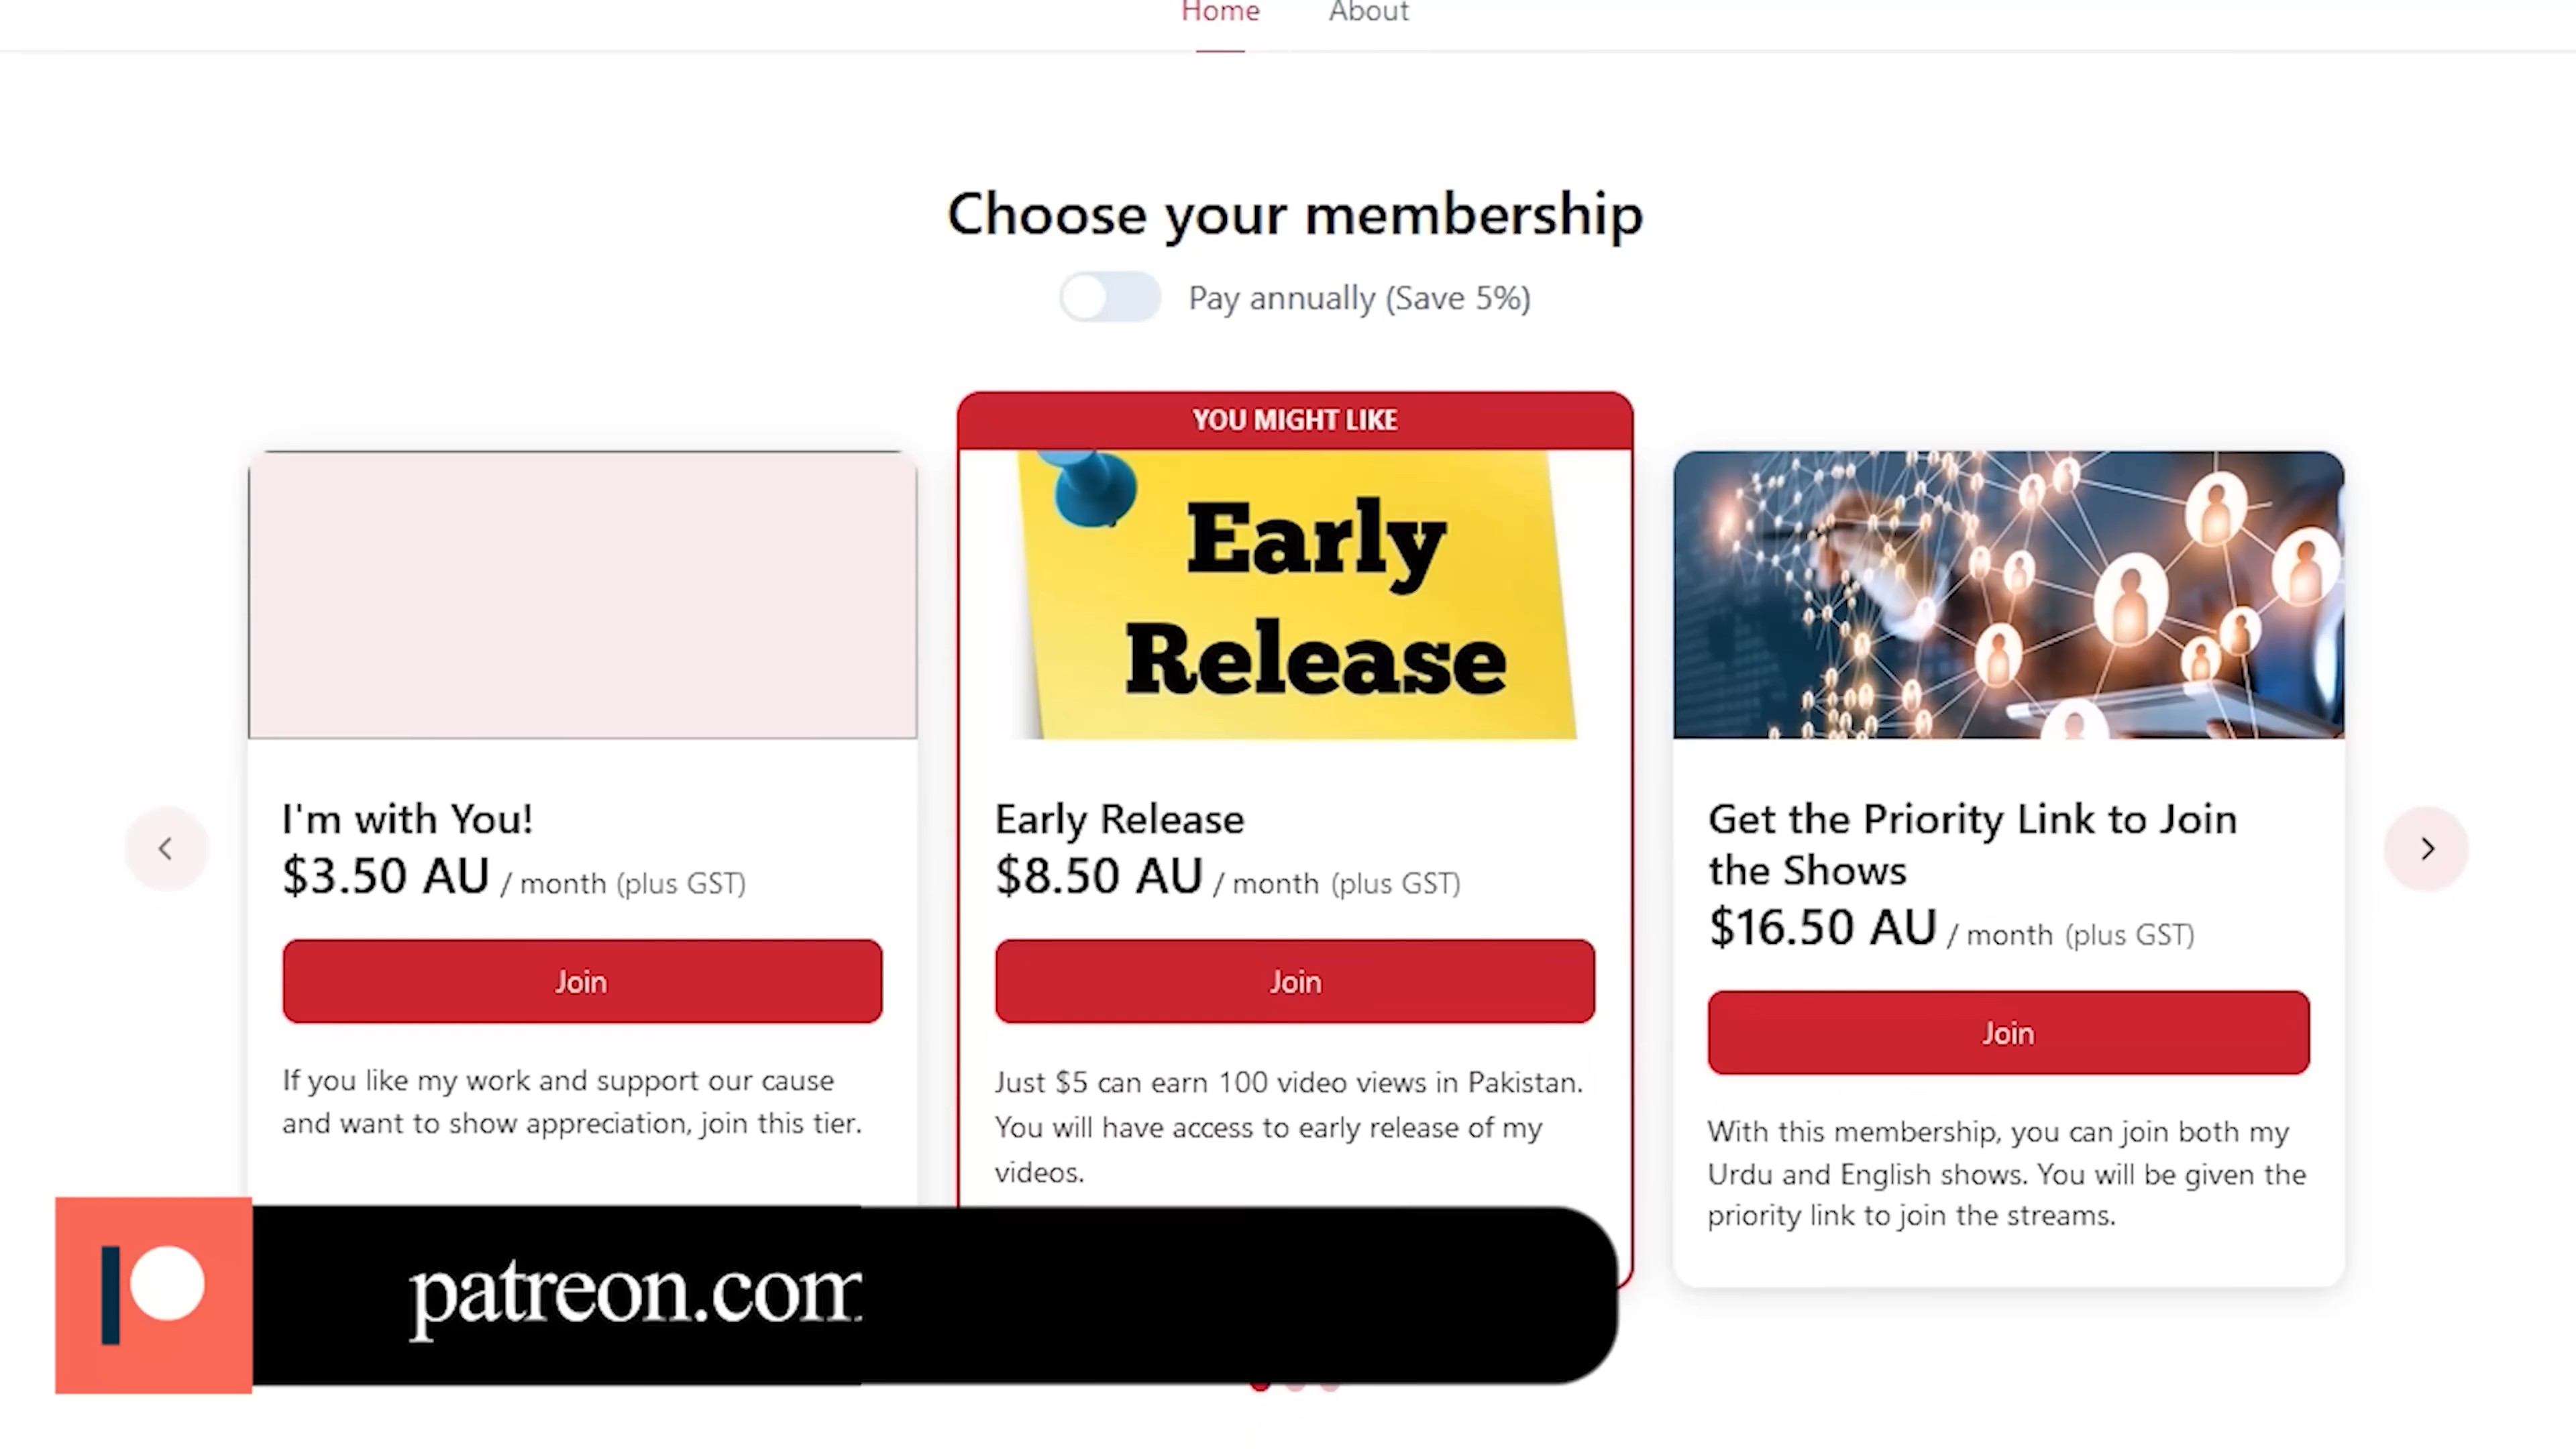 Home About
Choose your membership
Pay annually (Save 5%)
YOU MIGHT LIKE
Early
Release
I'm with You!
$3.50 AU / month (plus GST)
Join
If you like my work and support our cause
and want to show appreciation, join this tier.
Early Release
$8.50 AU / month (plus GST)
Join
Just $5 can earn 100 video views in Pakistan.
You will have access to early release of my
videos.
Get the Priority Link to Join
the Shows
$16.50 AU / month (plus GST)
Join
With this membership, you can join both my
Urdu and English shows. You will be given the
priority link to join the streams.
patreon.com